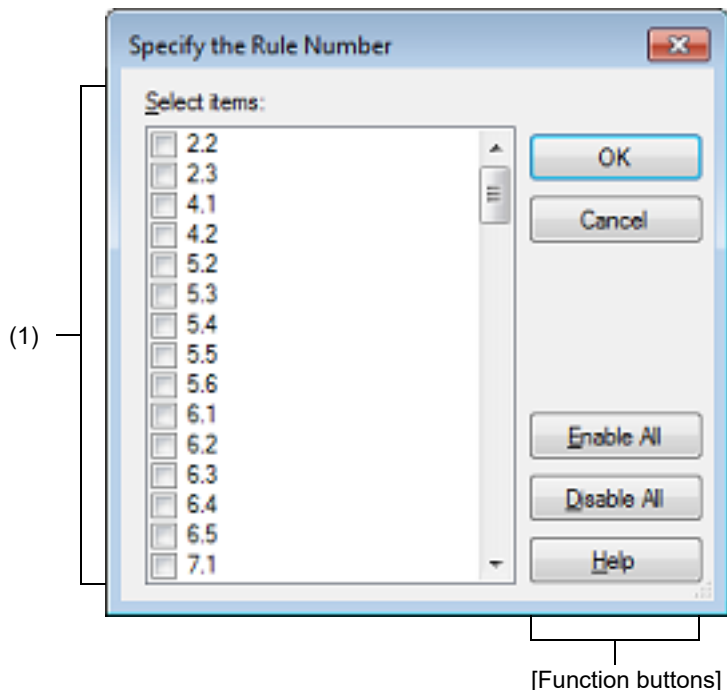 Specify the Rule Number
Select items:
2.2
2.3
4.1
4.2
5.2
5.3
5.4
5.5
5.6
6.1
6.2
6.3
6.4
6.5
7.1
OK
Cancel
Enable All
Disable All
Help
(1)
[Function buttons]